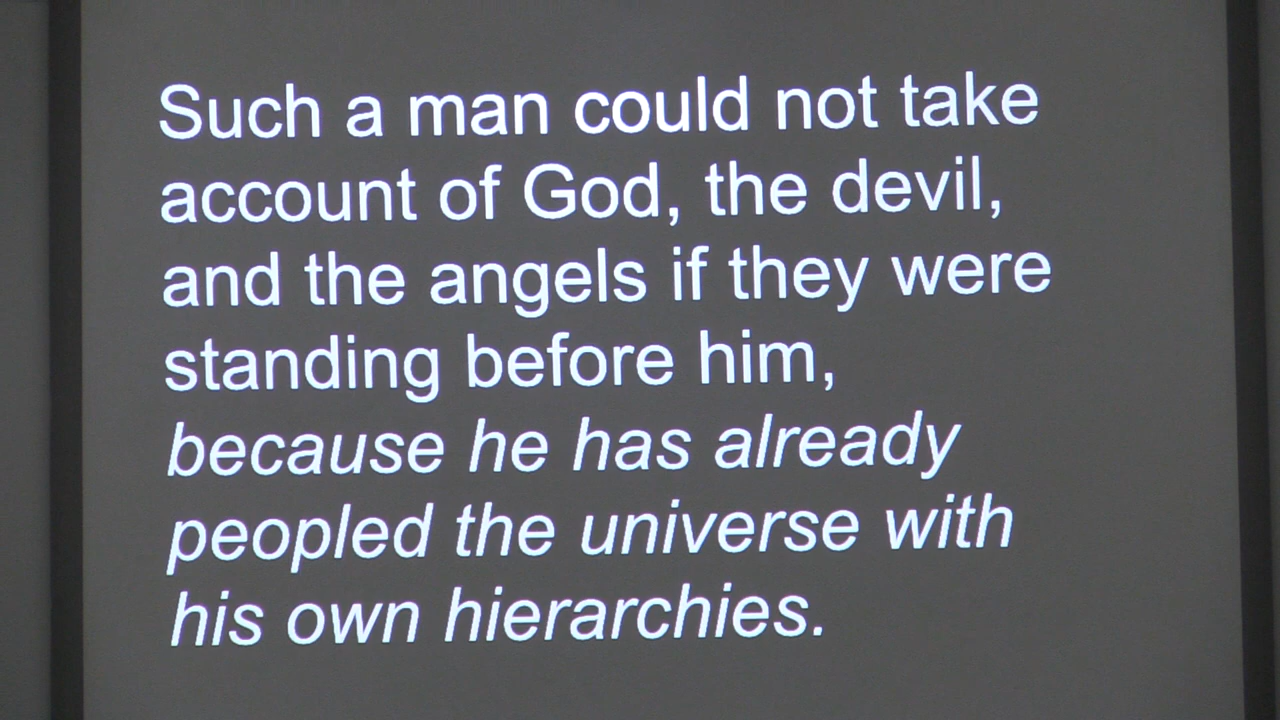 Such a man could not take
account of God, the devil,
and the angels if they were
standing before him,
because he has already
peopled the universe with
his own hierarchies.